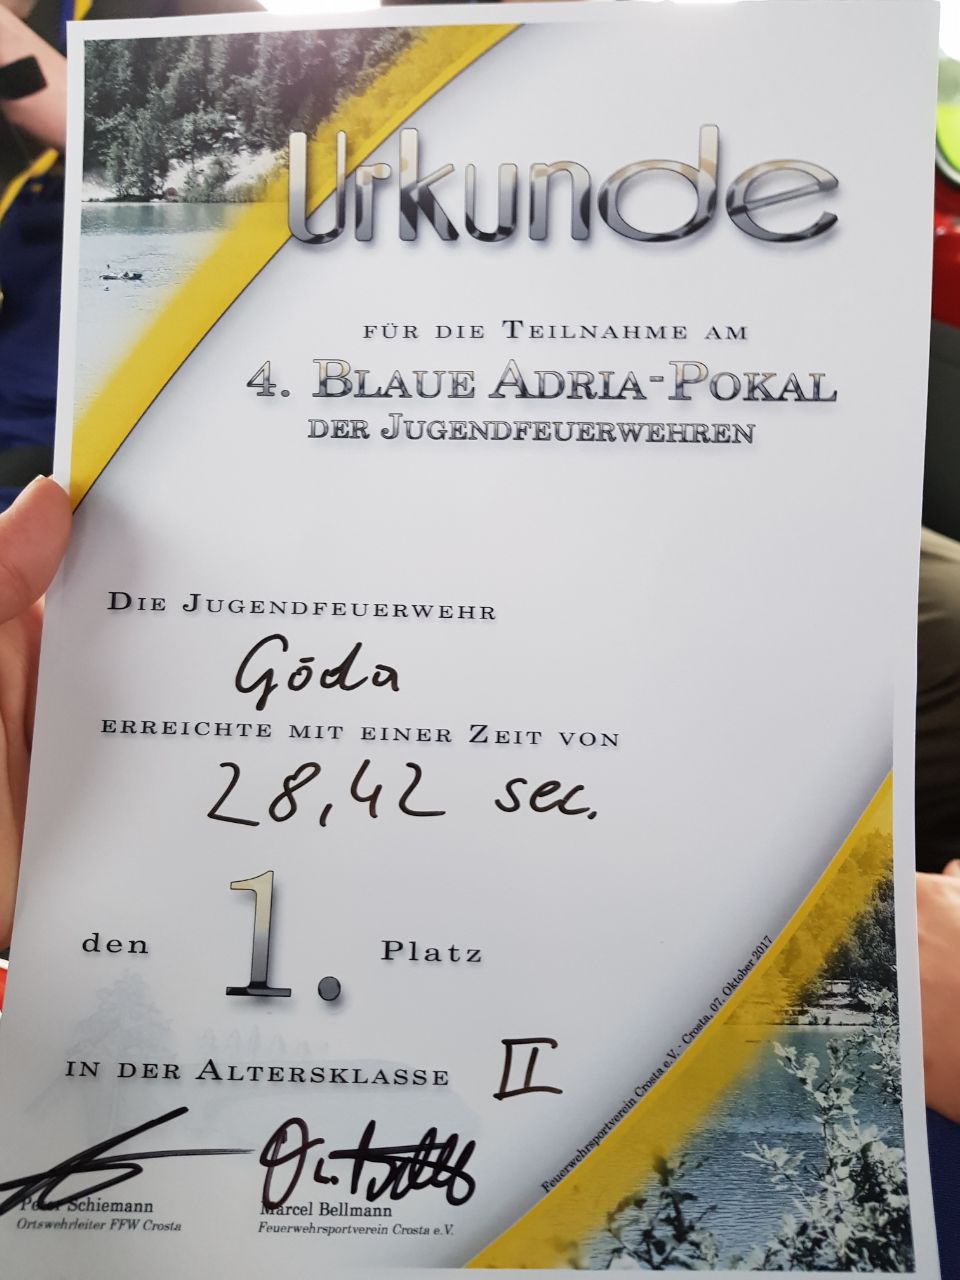 Urkunde
für die Teilnahme am
4. Blaue Adria-Pokal
der Jugendfeuerwehren
Die Jugendfeuerwehr
Göda
erreichte mit einer Zeit von
28,42 sec.
den 1. Platz
in der Altersklasse II
Peter Schiemann
Ortswehrleiter FFW Crosta
Marcel Bellmann
Feuerwehrsportverein Crosta e.V.
Feuerwehrsportverein Crosta e.V. - Crosta, 07. Oktober 2017